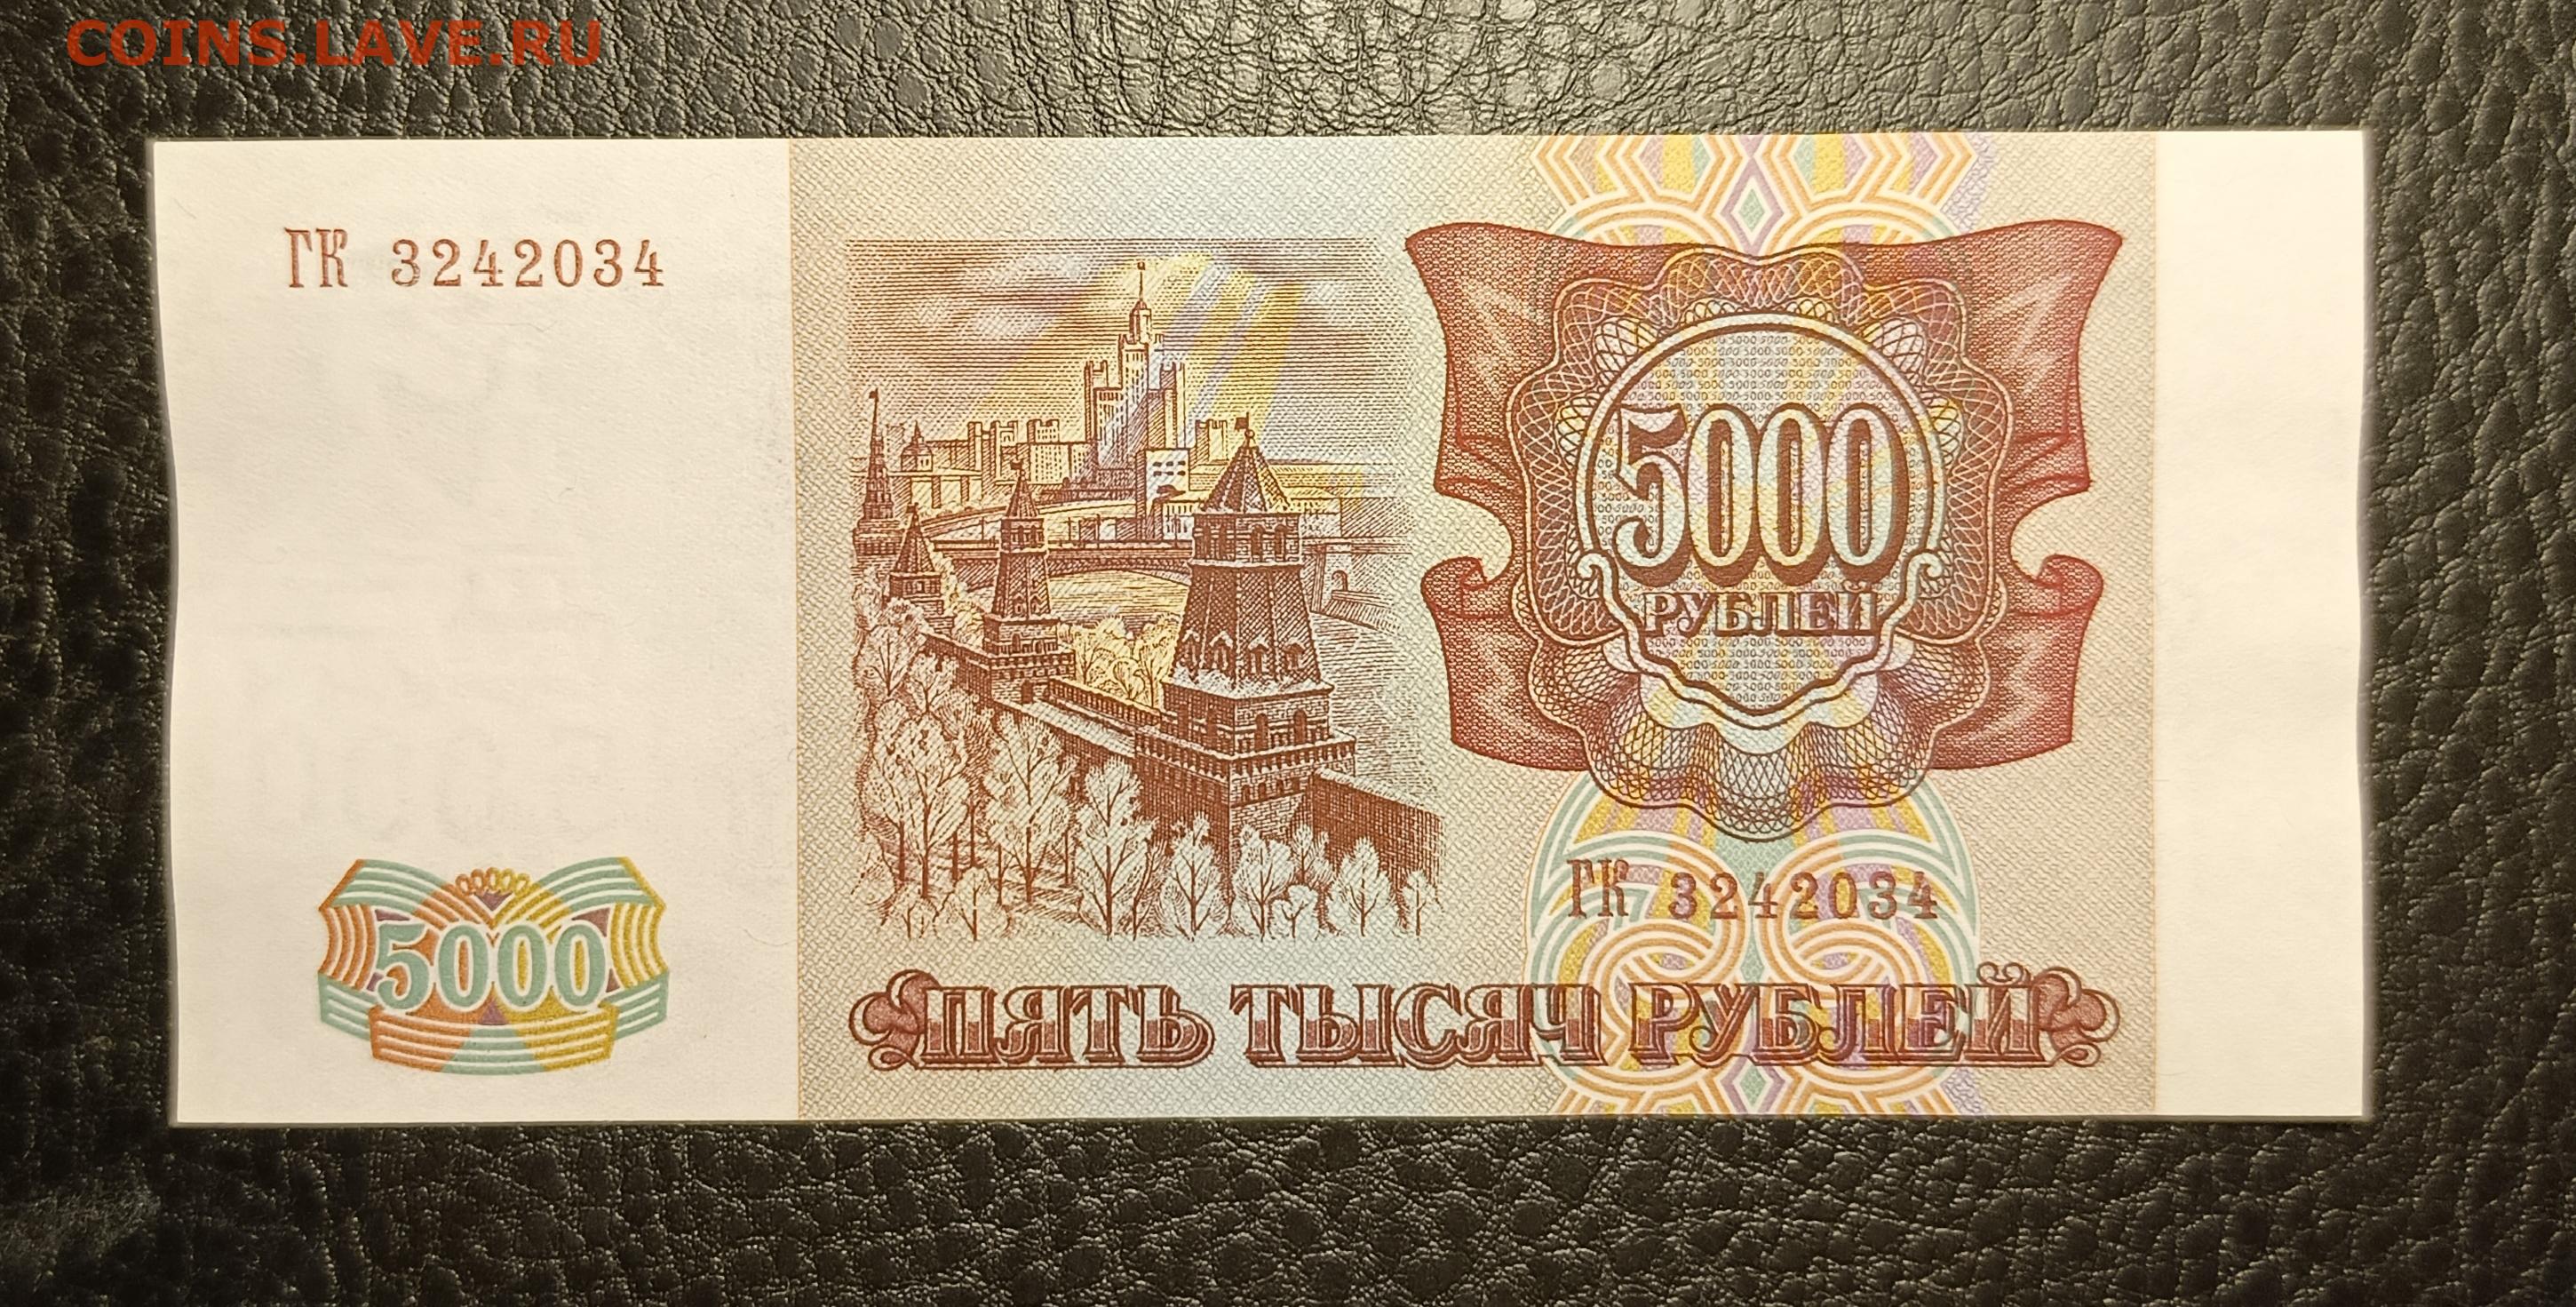 COINS.LAVE.RU
ГК 3242034
5000
РУБЛЕЙ
ГК 3242034
5000
ПЯТЬ ТЫСЯЧ РУБЛЕЙ